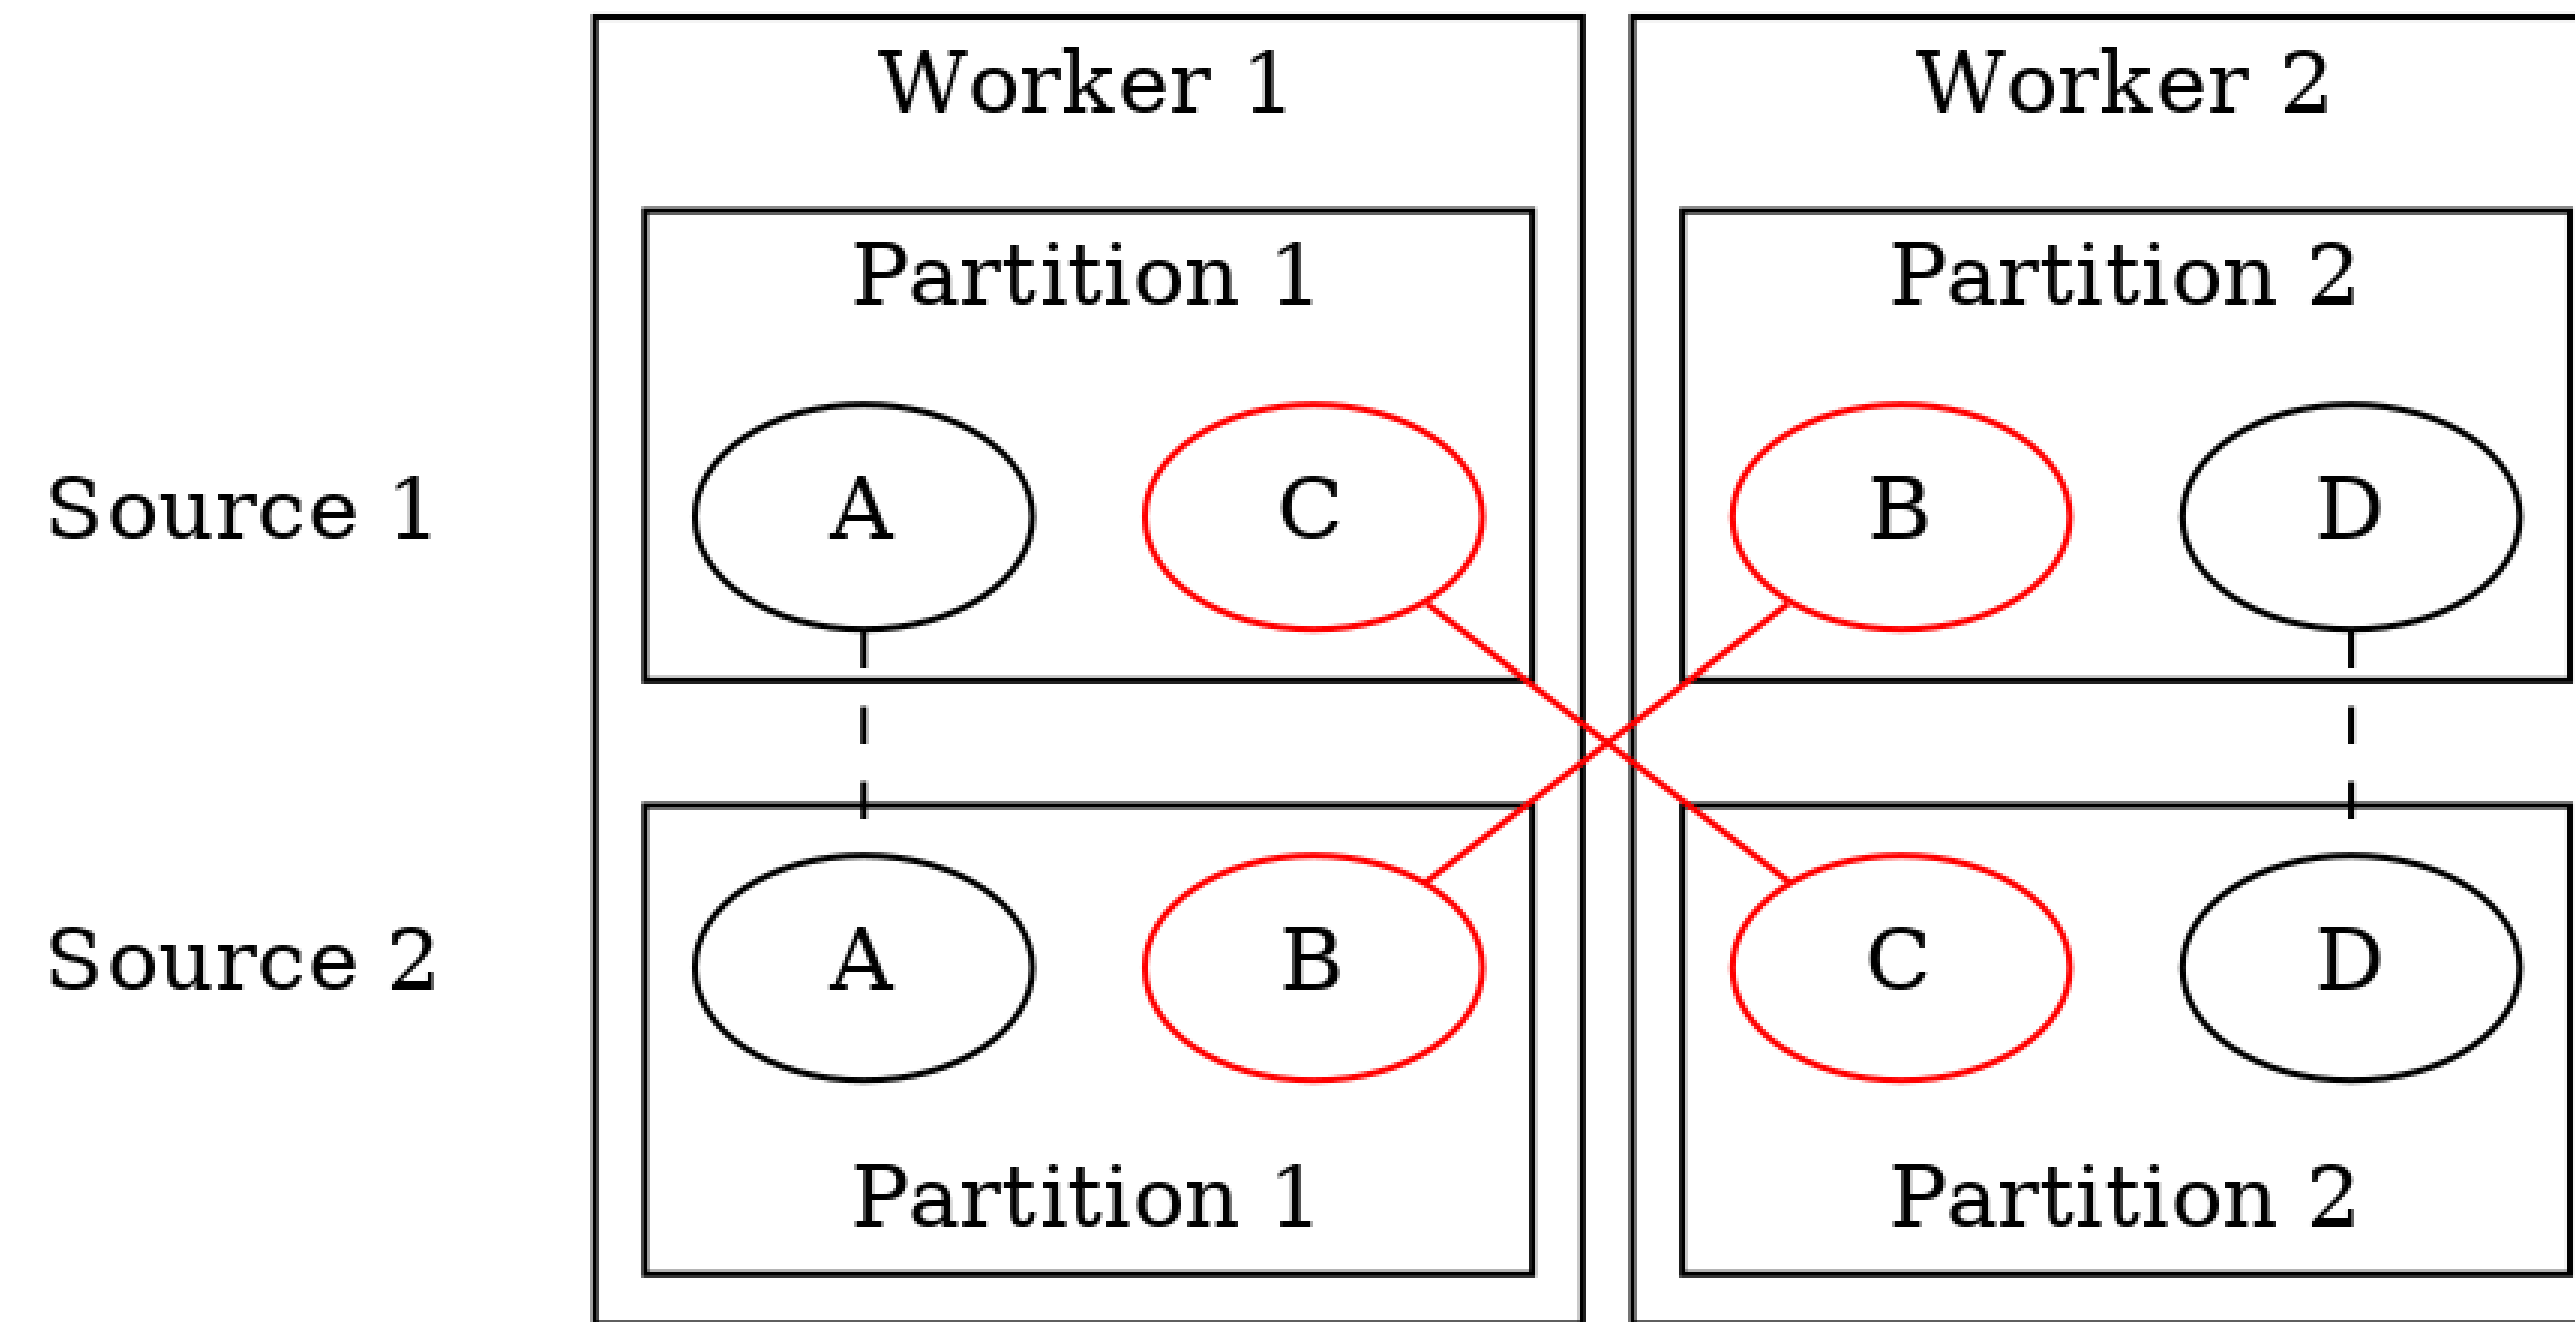 Worker 1
Worker 2
Partition 1
Partition 2
Source 1
A
C
B
D
Source 2
A
B
C
D
Partition 1
Partition 2